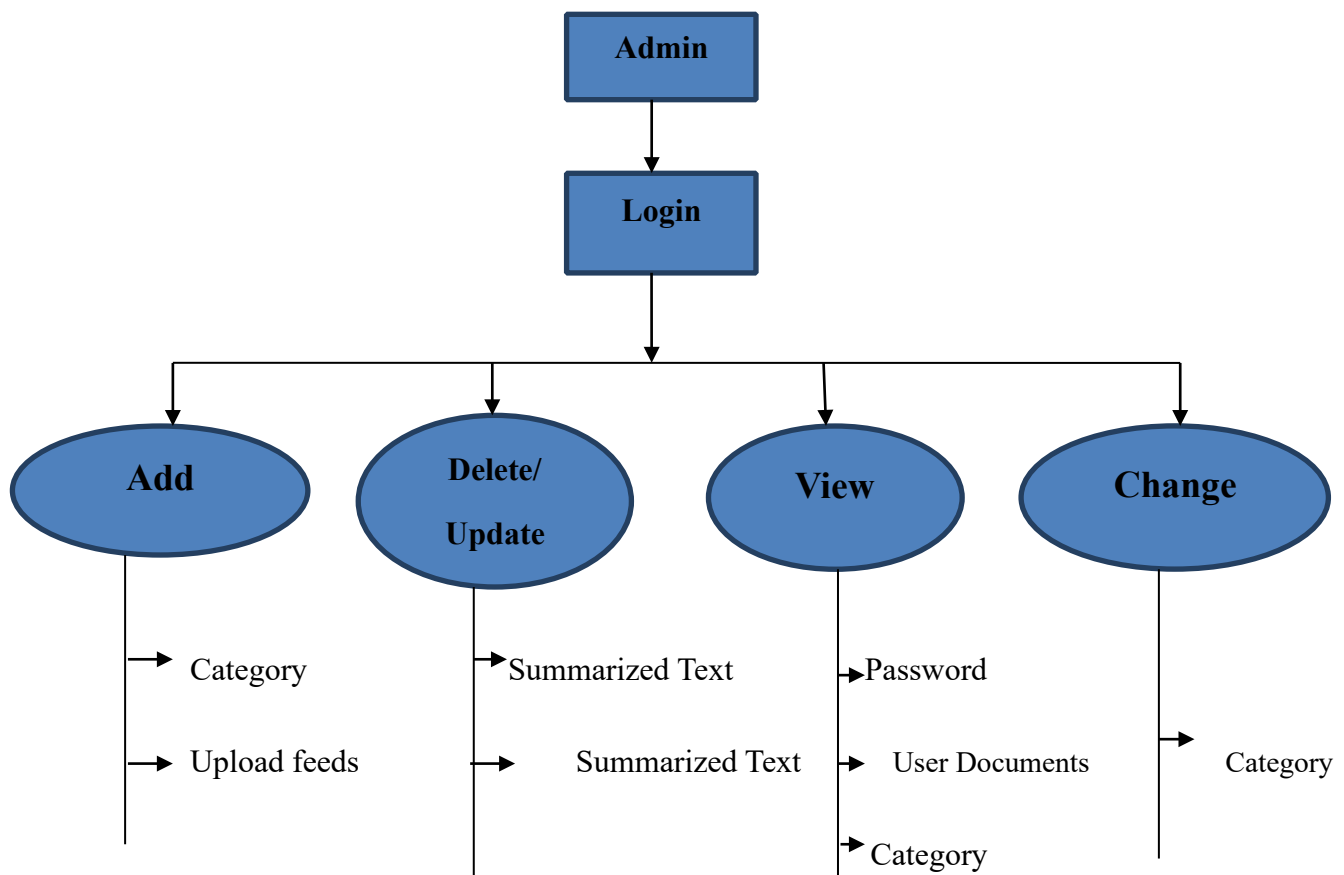 Admin
Login
Add
Delete/
Update
View
Change
Category
Summarized Text
Password
Upload feeds
Summarized Text
User Documents
Category
Category